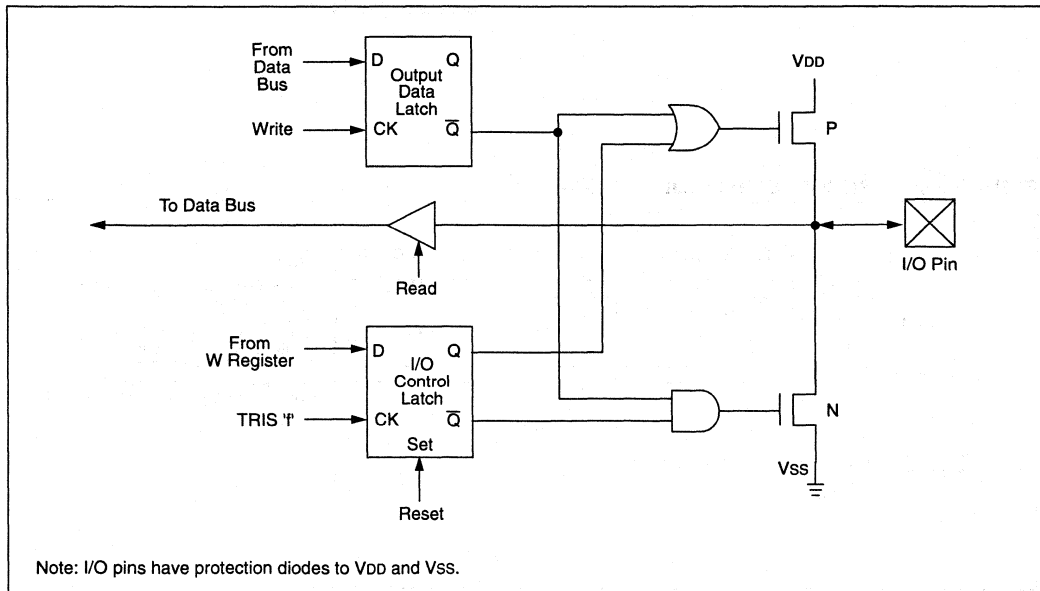 From
Data
Bus
D
Q
Output
Data
Latch
Write
CK
Q̅
VDD
P
To Data Bus
Read
I/O Pin
From
W Register
D
Q
I/O
Control
Latch
TRIS 'f'
CK
Q̅
Set
Reset
N
VSS
Note: I/O pins have protection diodes to VDD and VSS.